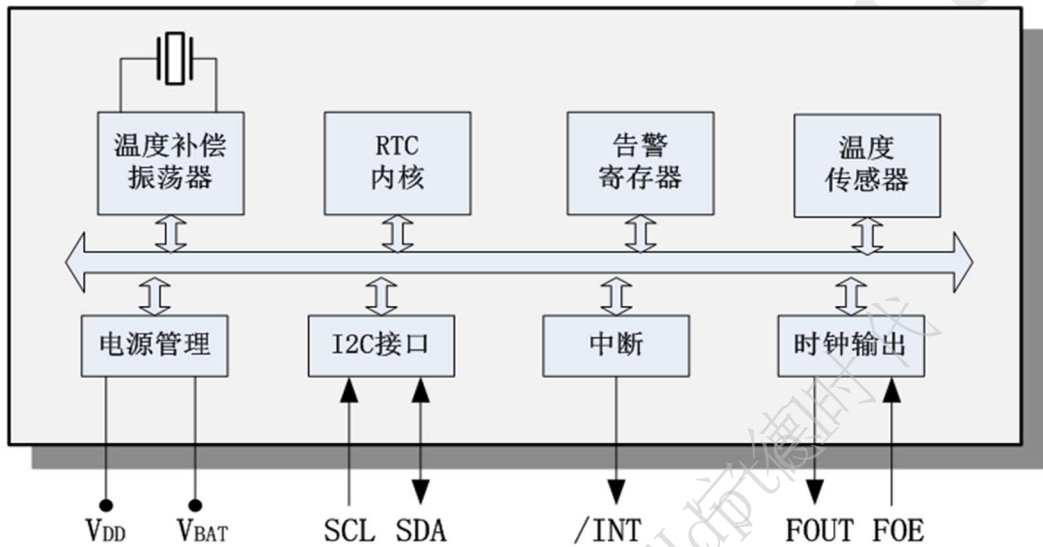 温度补偿
振荡器
RTC
内核
告警
寄存器
温度
传感器
电源管理
I2C接口
中断
时钟输出
VDD VBAT SCL SDA /INT FOUT FOE